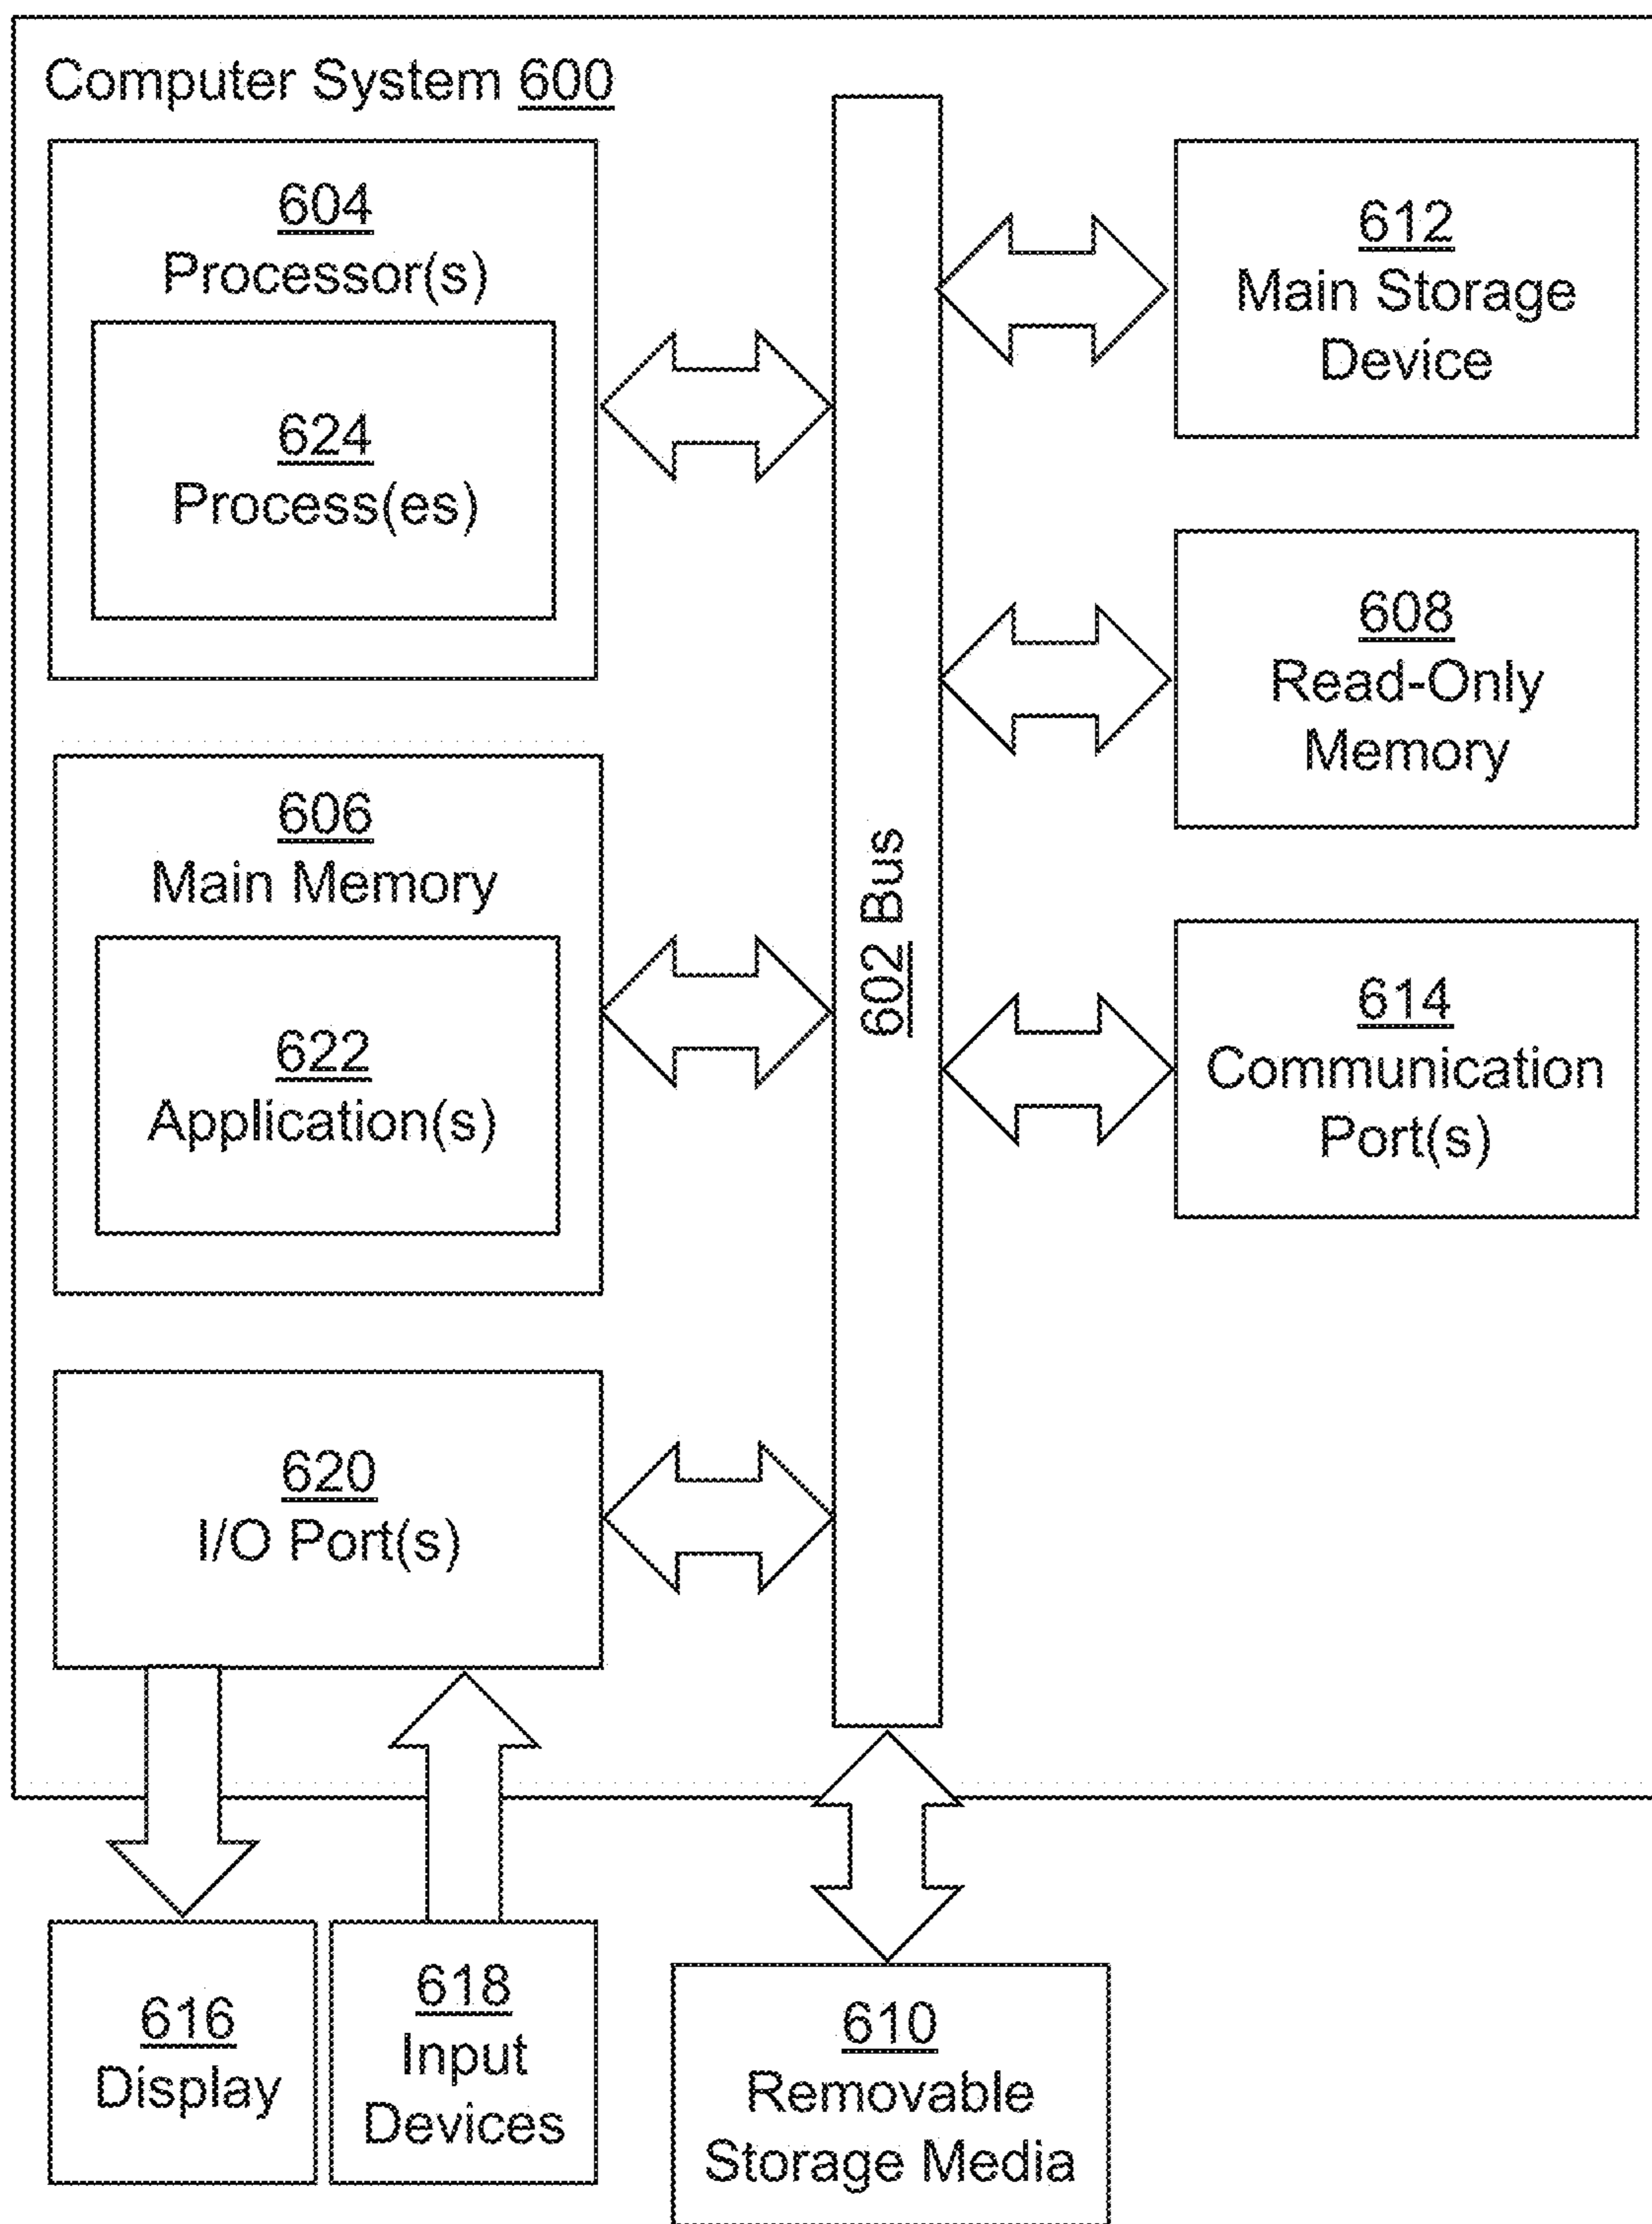 Computer System 600
604
Processor(s)
624
Process(es)
606
Main Memory
622
Application(s)
620
I/O Port(s)
602 Bus
612
Main Storage
Device
608
Read-Only
Memory
614
Communication
Port(s)
616
Display
618
Input
Devices
610
Removable
Storage Media